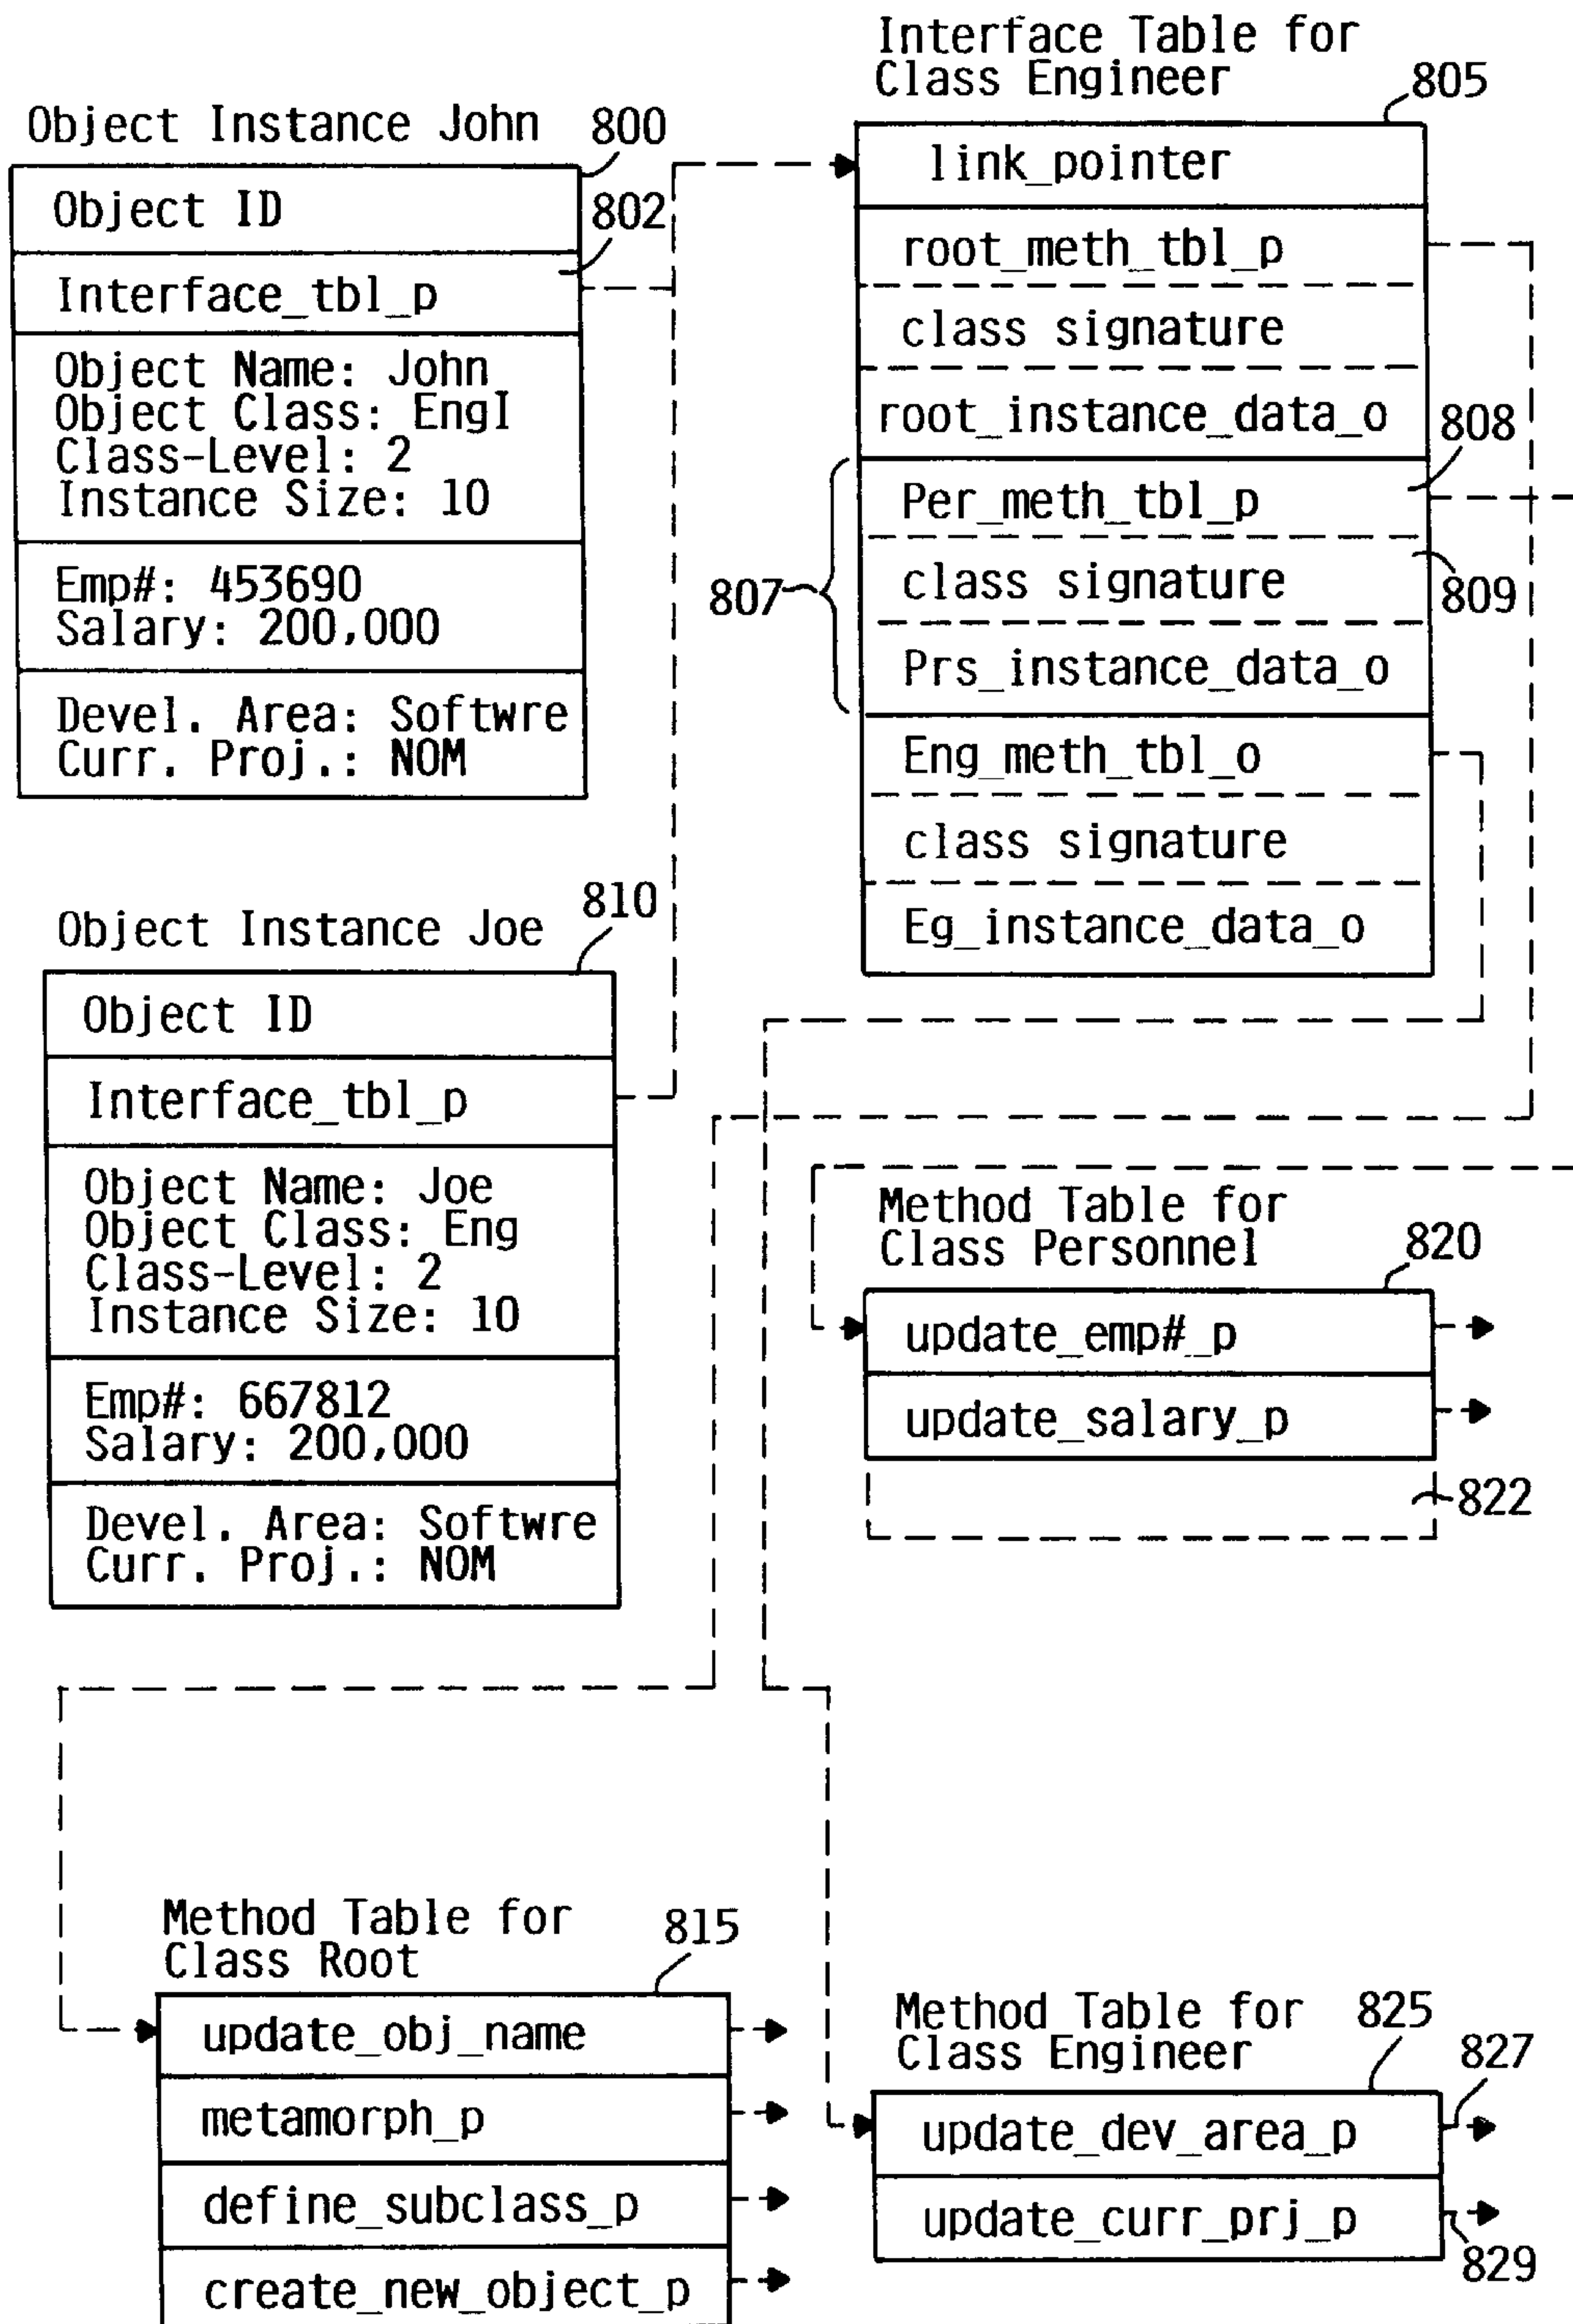 Object Instance John 800
Object ID
802
Interface_tbl_p
Object Name: John
Object Class: EngI
Class-Level: 2
Instance Size: 10
Emp#: 453690
Salary: 200,000
Devel. Area: Softwre
Curr. Proj.: NOM
Interface Table for
Class Engineer
805
link_pointer
root_meth_tbl_p
class signature
root_instance_data_o
808
Per_meth_tbl_p
class signature
809
807
Prs_instance_data_o
Eng_meth_tbl_o
class signature
Eg_instance_data_o
Object Instance Joe
810
Object ID
Interface_tbl_p
Object Name: Joe
Object Class: Eng
Class-Level: 2
Instance Size: 10
Emp#: 667812
Salary: 200,000
Devel. Area: Softwre
Curr. Proj.: NOM
Method Table for
Class Personnel
820
update_emp#_p
update_salary_p
822
Method Table for
Class Root
815
update_obj_name
metamorph_p
define_subclass_p
create_new_object_p
Method Table for
Class Engineer
825
827
update_dev_area_p
update_curr_prj_p
829